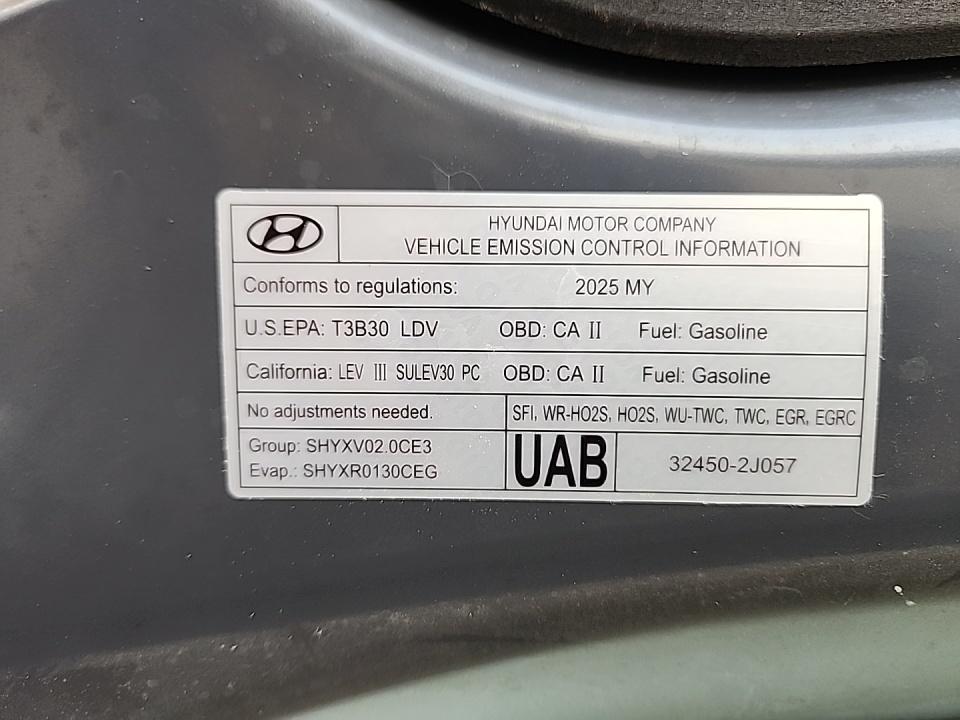 HYUNDAI MOTOR COMPANY
VEHICLE EMISSION CONTROL INFORMATION
Conforms to regulations: 2025 MY
U.S.EPA: T3B30 LDV OBD: CA II Fuel: Gasoline
California: LEV III SULEV30 PC OBD: CA II Fuel: Gasoline
No adjustments needed. SFI, WR-HO2S, HO2S, WU-TWC, TWC, EGR, EGRC
Group: SHYXV02.0CE3
Evap.: SHYXR0130CEG
UAB
32450-2J057